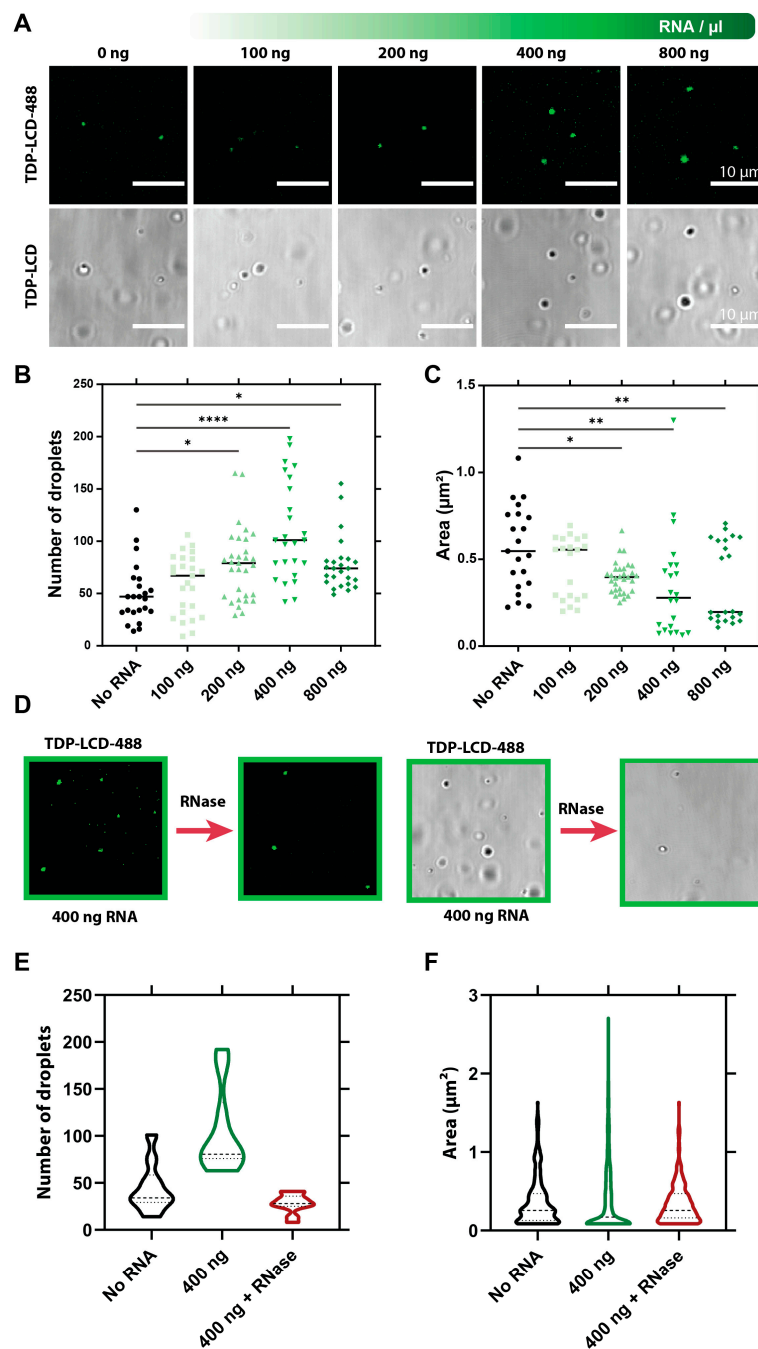 A
RNA / µl
0 ng 100 ng 200 ng 400 ng 800 ng
TDP-LCD-488
10 µm
TDP-LCD
10 µm
B
Number of droplets
250
200
150
100
50
0
*
****
*
No RNA
100 ng
200 ng
400 ng
800 ng
C
Area (µm²)
1.5
1.0
0.5
0.0
**
**
*
No RNA
100 ng
200 ng
400 ng
800 ng
D
TDP-LCD-488
RNase
400 ng RNA
TDP-LCD-488
RNase
400 ng RNA
E
Number of droplets
250
200
150
100
50
0
No RNA
400 ng
400 ng + RNase
F
Area (µm²)
3
2
1
0
No RNA
400 ng
400 ng + RNase